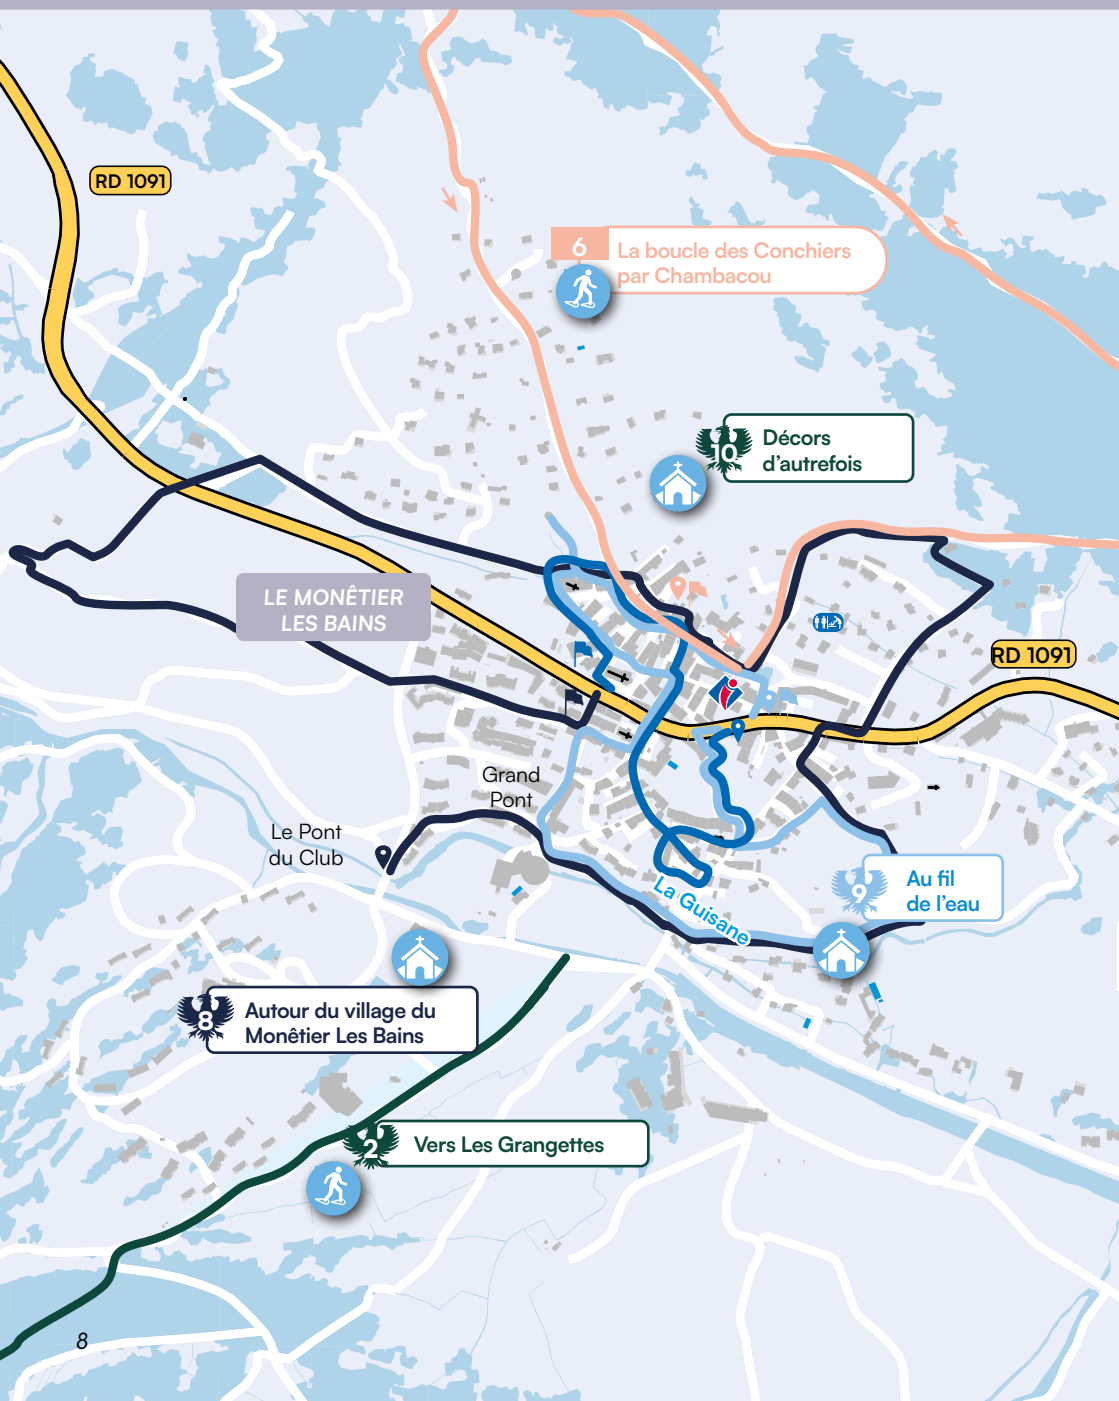 RD 1091
6
La boucle des Conchiers
par Chambacou
10
Décors
d'autrefois
LE MONÊTIER
LES BAINS
RD 1091
Grand
Pont
Le Pont
du Club
9
Au fil
de l'eau
La Guisane
8
Autour du village du
Monêtier Les Bains
2
Vers Les Grangettes
8